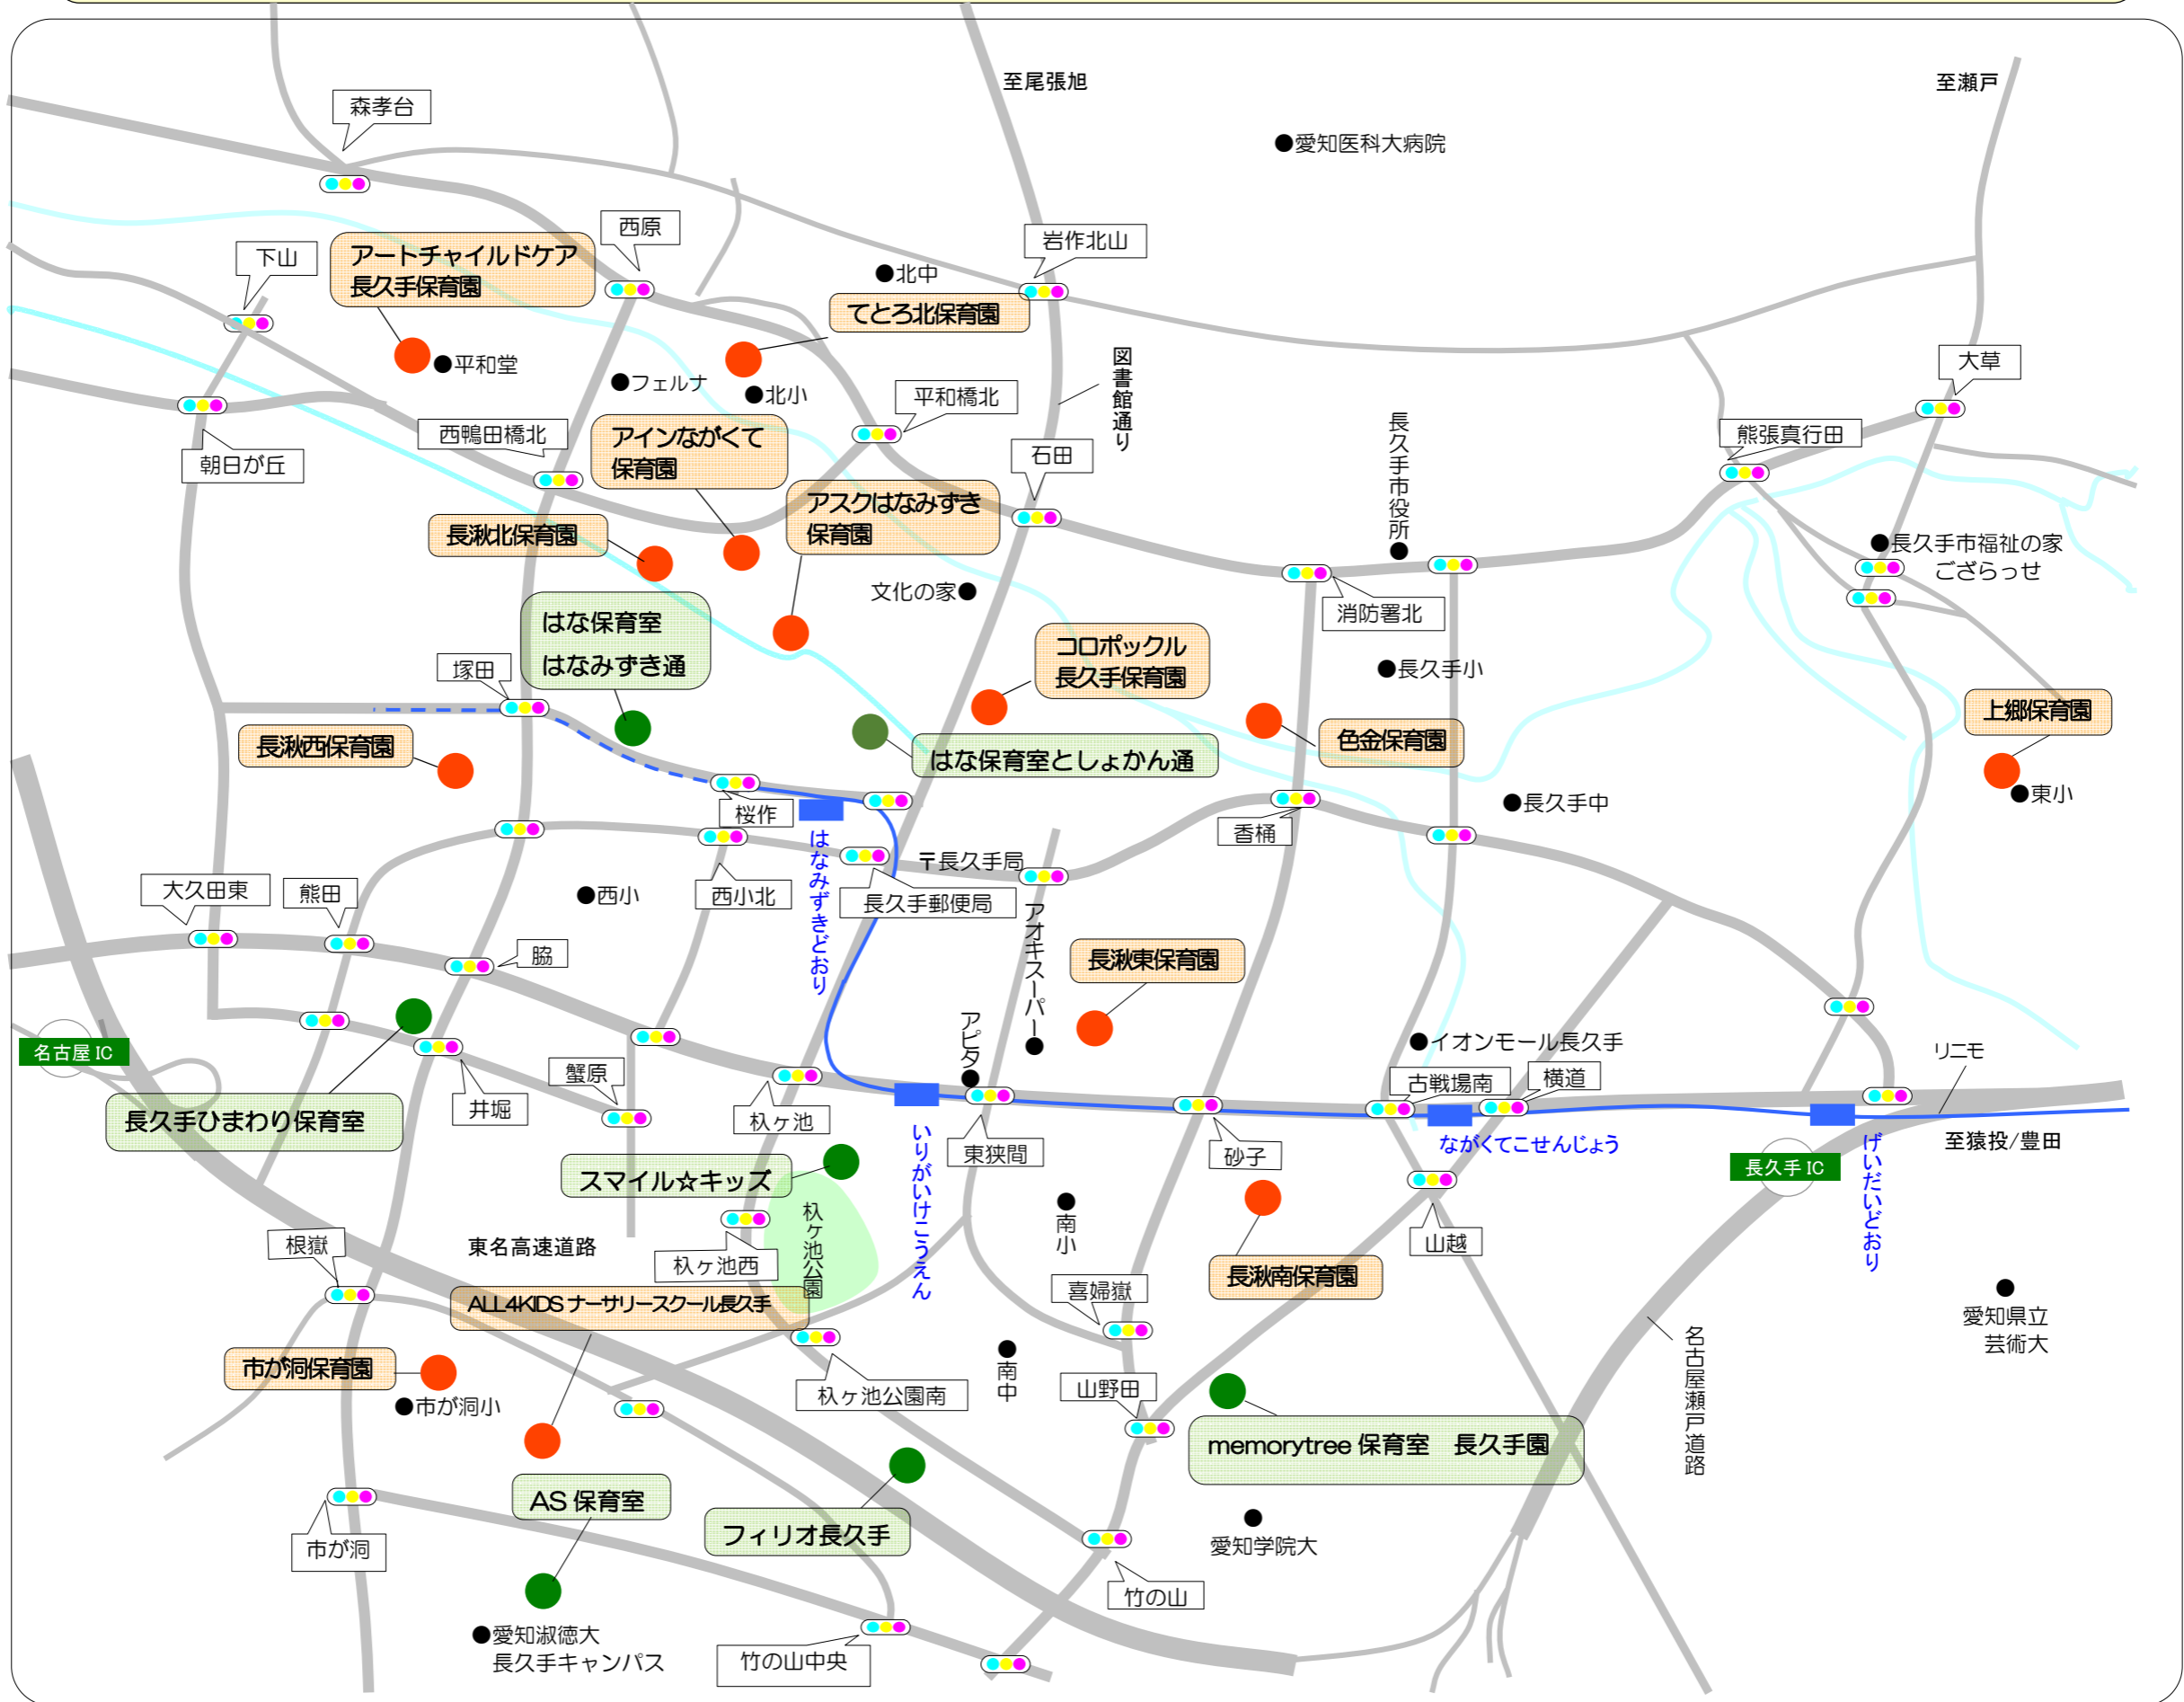 至尾張旭
至瀬戸
森孝台
●愛知医科大病院
西原
岩作北山
下山
アートチャイルドケア
長久手保育園
●北中
てとろ北保育園
●平和堂
●フェルナ
●北小
平和橋北
図書館通り
大草
西鴨田橋北
アインながくて
保育園
石田
長久手市役所●
熊張真行田
朝日が丘
アスクはなみずき
保育園
長湫北保育園
●長久手市福祉の家
ござらっせ
文化の家●
消防署北
はな保育室
はなみずき通
コロポックル
長久手保育園
●長久手小
塚田
上郷保育園
長湫西保育園
色金保育園
はな保育室としょかん通
●東小
桜作
●長久手中
香桶
はなみずきどおり
〒長久手局
大久田東
熊田
●西小
西小北
長久手郵便局
アオキスーパー●
脇
長湫東保育園
アピタ●
●イオンモール長久手
リニモ
名古屋 IC
蟹原
古戦場南
横道
長久手ひまわり保育室
井堀
杁ヶ池
いりがいけこうえん
東狭間
砂子
ながくてこせんじょう
至猿投/豊田
長久手 IC
げいだいどおり
スマイル☆キッズ
杁ヶ池公園
●南小
根嶽
東名高速道路
杁ヶ池西
山越
長湫南保育園
喜婦嶽
ALL4KIDS ナーサリースクール長久手
●愛知県立
芸術大
市が洞保育園
●南中
名古屋瀬戸道路
●市が洞小
杁ヶ池公園南
山野田
memorytree 保育室　長久手園
AS 保育室
フィリオ長久手
●愛知学院大
市が洞
竹の山
●愛知淑徳大
長久手キャンパス
竹の山中央